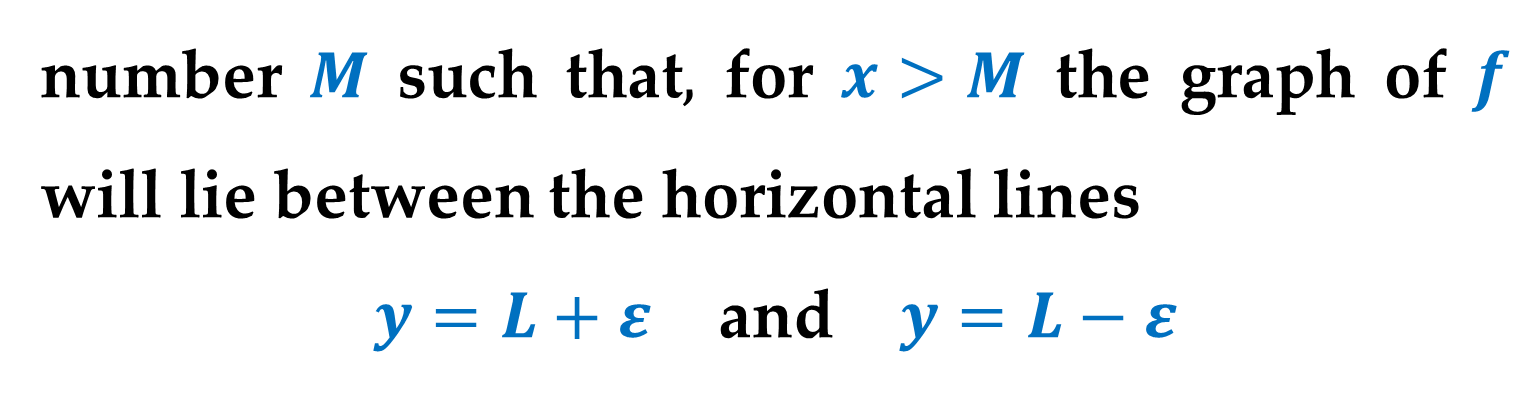 number M such that, for x > M the graph of f
will lie between the horizontal lines
y = L + ε and y = L − ε